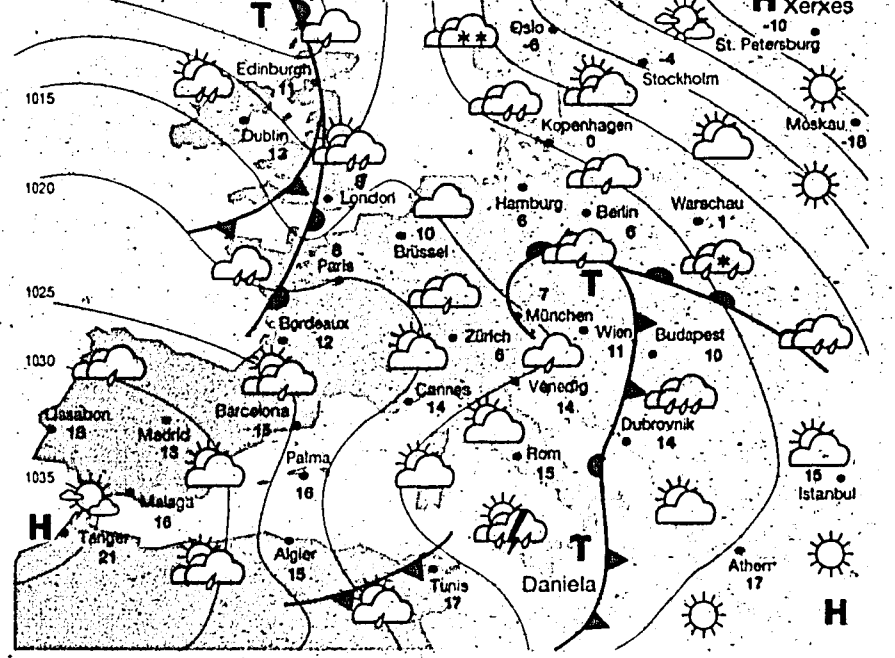 T
H Xerxes
-10
St. Petersburg
Oslo
-6
-4
Stockholm
Edinburgh
11
1015
Dublin
13
Kopenhagen
0
Moskau
-18
1020
9
London
Hamburg
6
Berlin
6
Warschau
1
10
Brüssel
8
Paris
T
1025
7
München
Bordeaux
12
Zürich
6
Wien
11
Budapest
10
1030
Cannes
14
Venedig
14
Lissabon
18
Madrid
13
Barcelona
15
Dubrovnik
14
Palma
16
Rom
15
1035
15
Istanbul
Malaga
16
H
Tanger
21
Algier
15
T
Daniela
Tunis
17
Athen
17
H